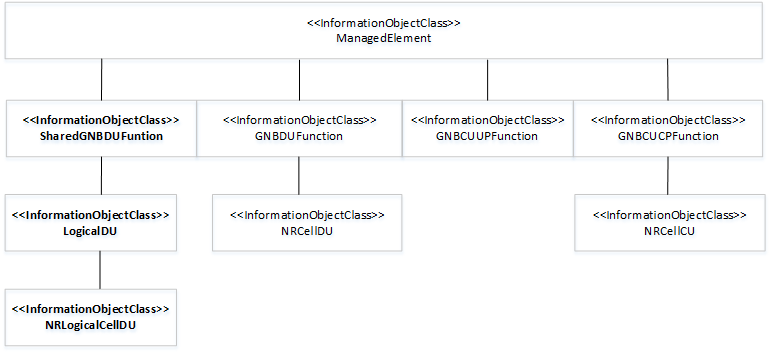 <<InformationObjectClass>>
ManagedElement
<<InformationObjectClass>>
SharedGNBDUFuntion
<<InformationObjectClass>>
GNBDUFunction
<<InformationObjectClass>>
GNBCUUPFunction
<<InformationObjectClass>>
GNBCUCPFunction
<<InformationObjectClass>>
LogicalDU
<<InformationObjectClass>>
NRCellDU
<<InformationObjectClass>>
NRCellCU
<<InformationObjectClass>>
NRLogicalCellDU